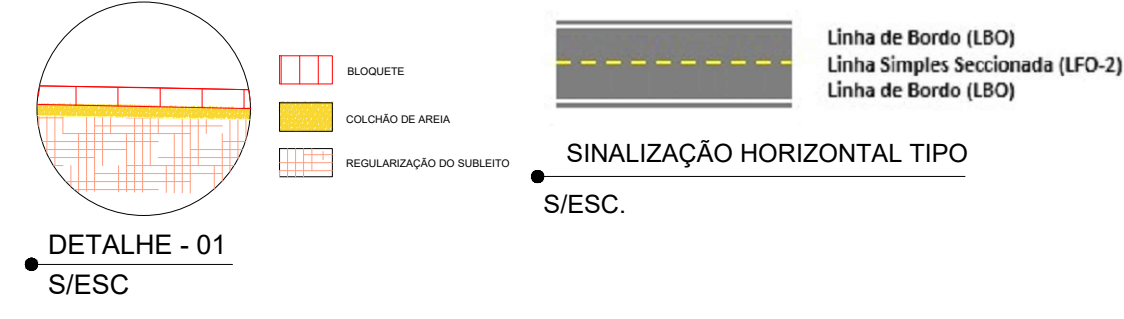 BLOQUETE
COLCHÃO DE AREIA
REGULARIZAÇÃO DO SUBLEITO
DETALHE - 01
S/ESC
Linha de Bordo (LBO)
Linha Simples Seccionada (LFO-2)
Linha de Bordo (LBO)
SINALIZAÇÃO HORIZONTAL TIPO
S/ESC.